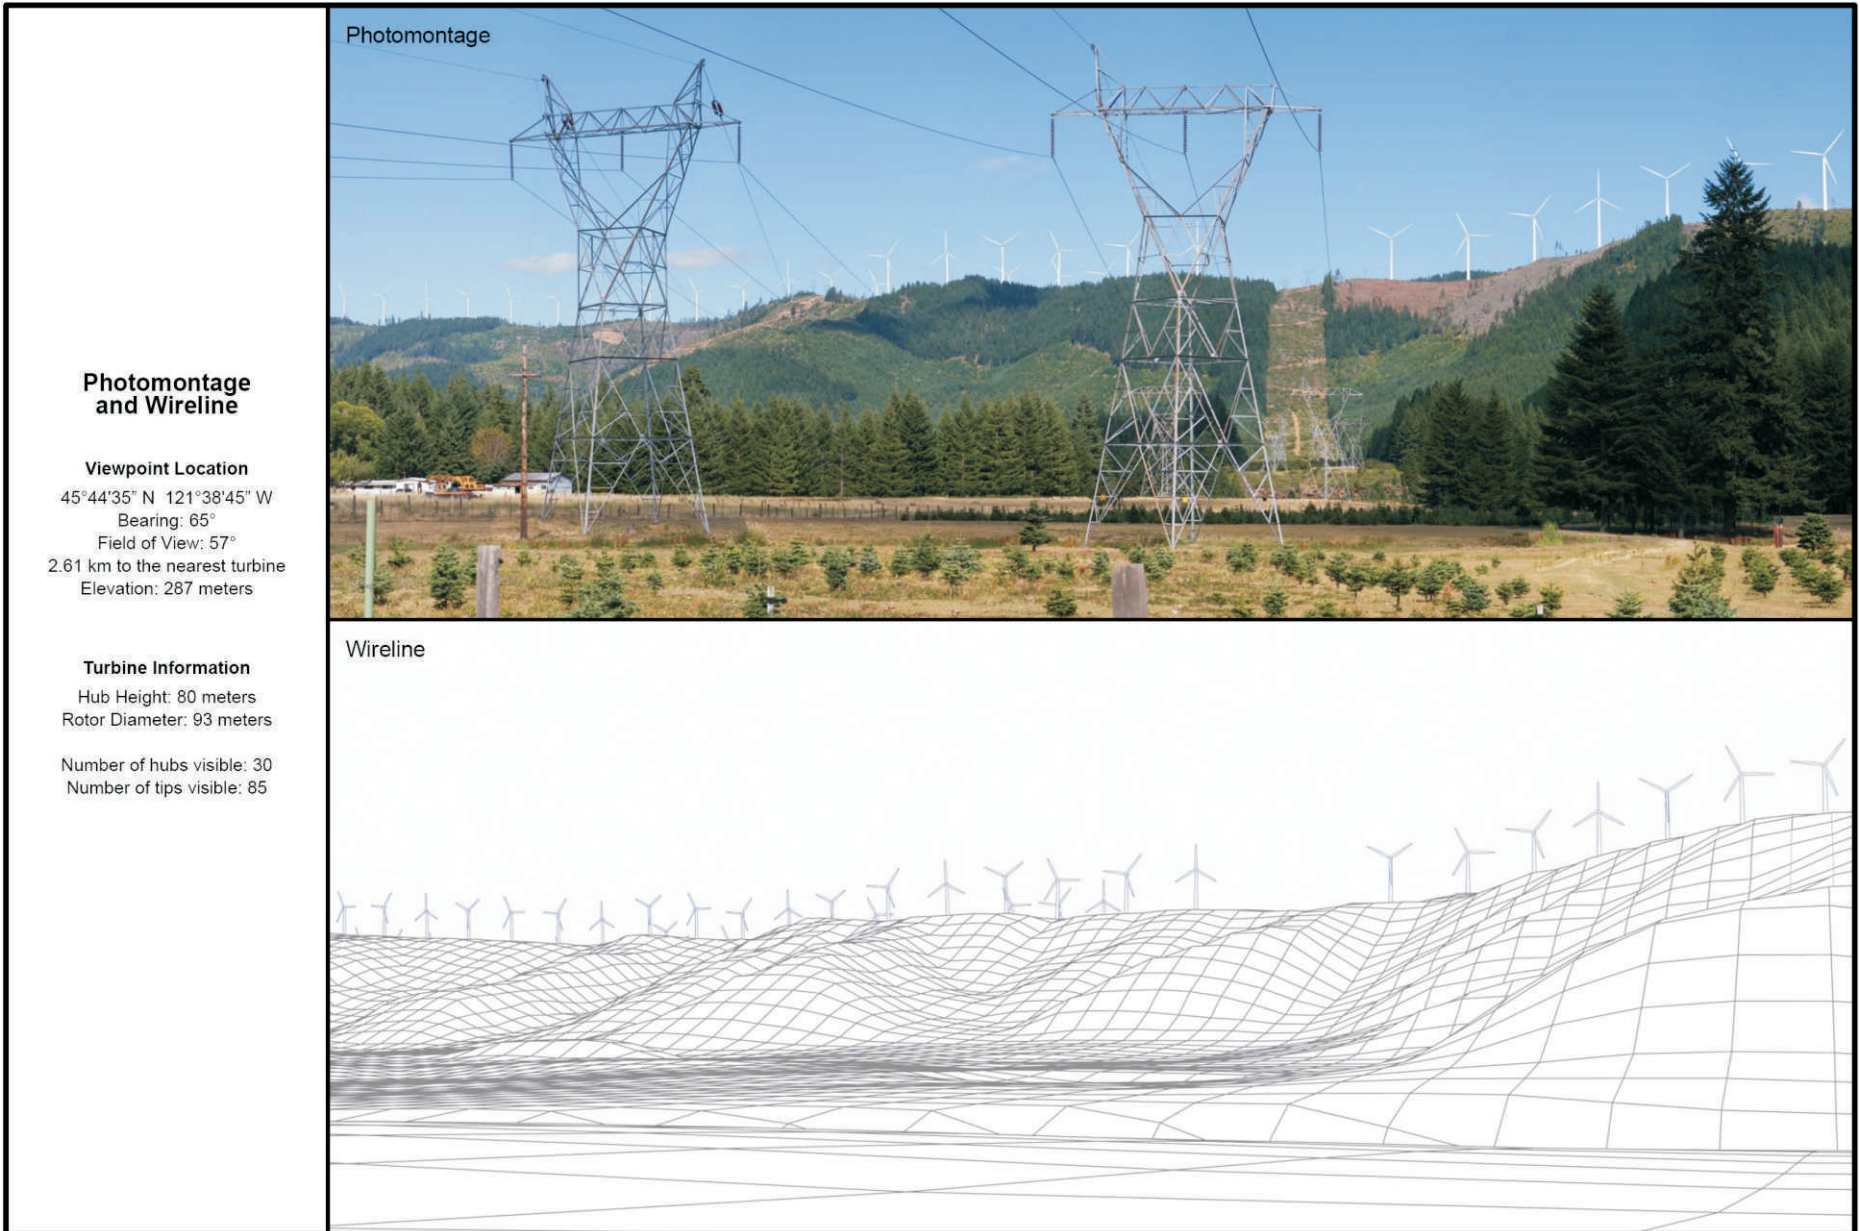 Photomontage
and Wireline
Viewpoint Location
45°44'35" N  121°38'45" W
Bearing: 65°
Field of View: 57°
2.61 km to the nearest turbine
Elevation: 287 meters
Turbine Information
Hub Height: 80 meters
Rotor Diameter: 93 meters
Number of hubs visible: 30
Number of tips visible: 85
Photomontage
Wireline